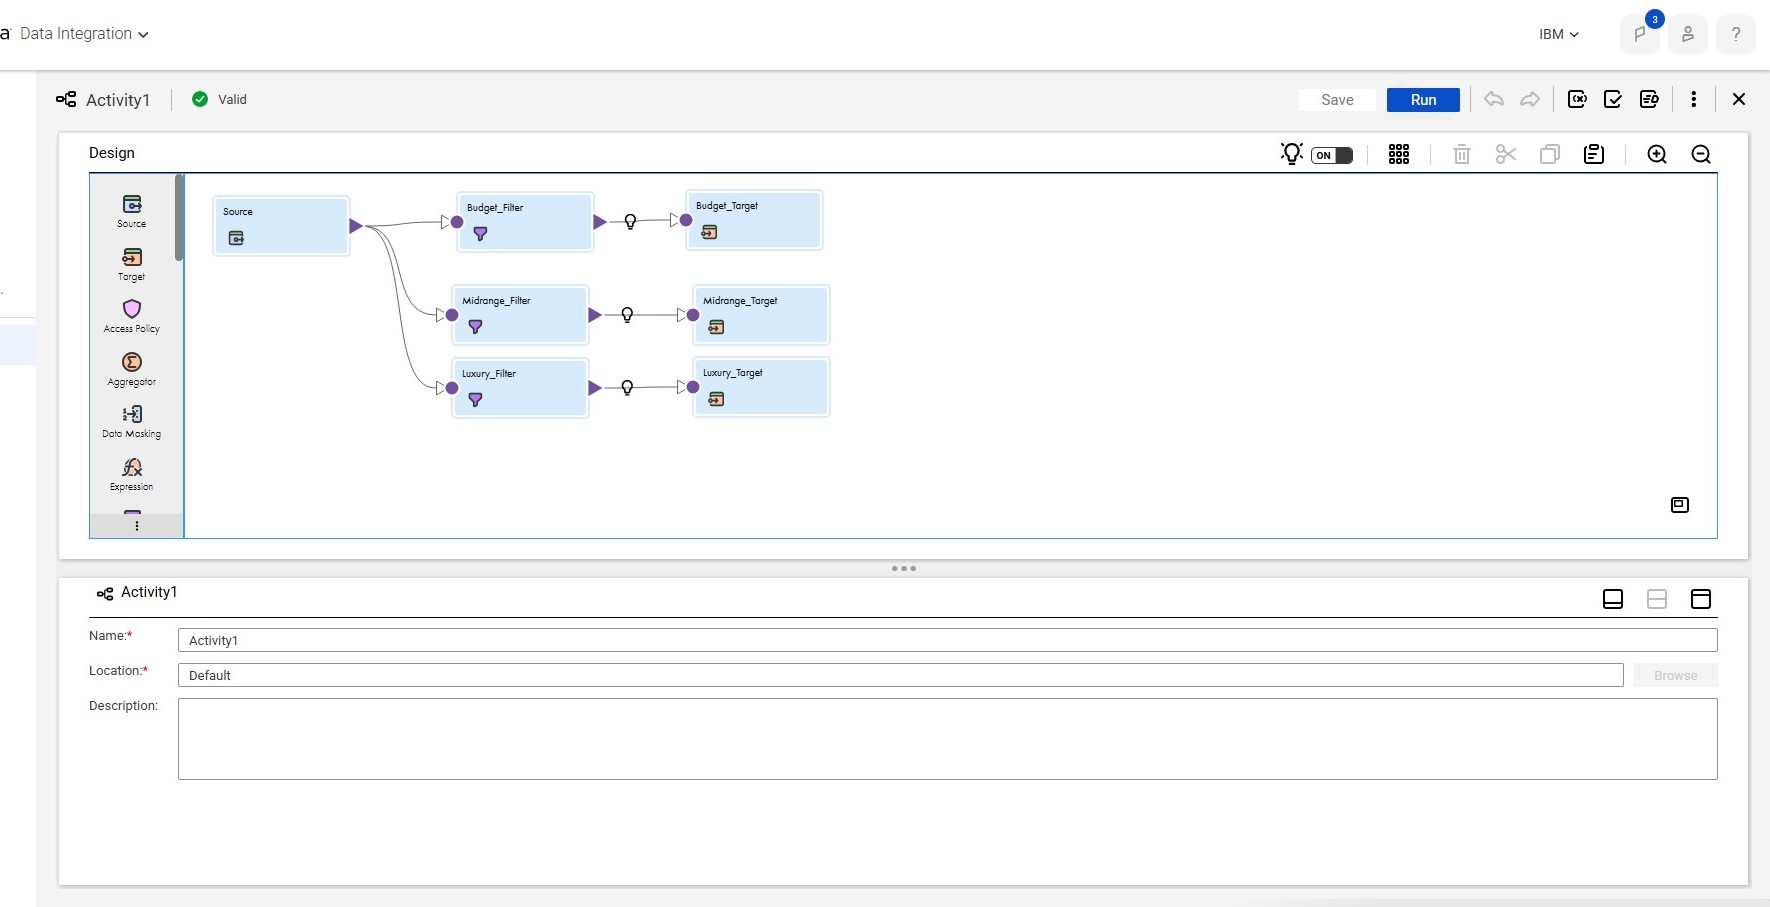 a Data Integration
IBM
3
?
Activity1
Valid
Save
Run
Design
ON
Source
Target
Access Policy
Aggregator
Data Masking
Expression
Source
Budget_Filter
Budget_Target
Midrange_Filter
Midrange_Target
Luxury_Filter
Luxury_Target
Activity1
Name:*
Activity1
Location:*
Default
Browse
Description: